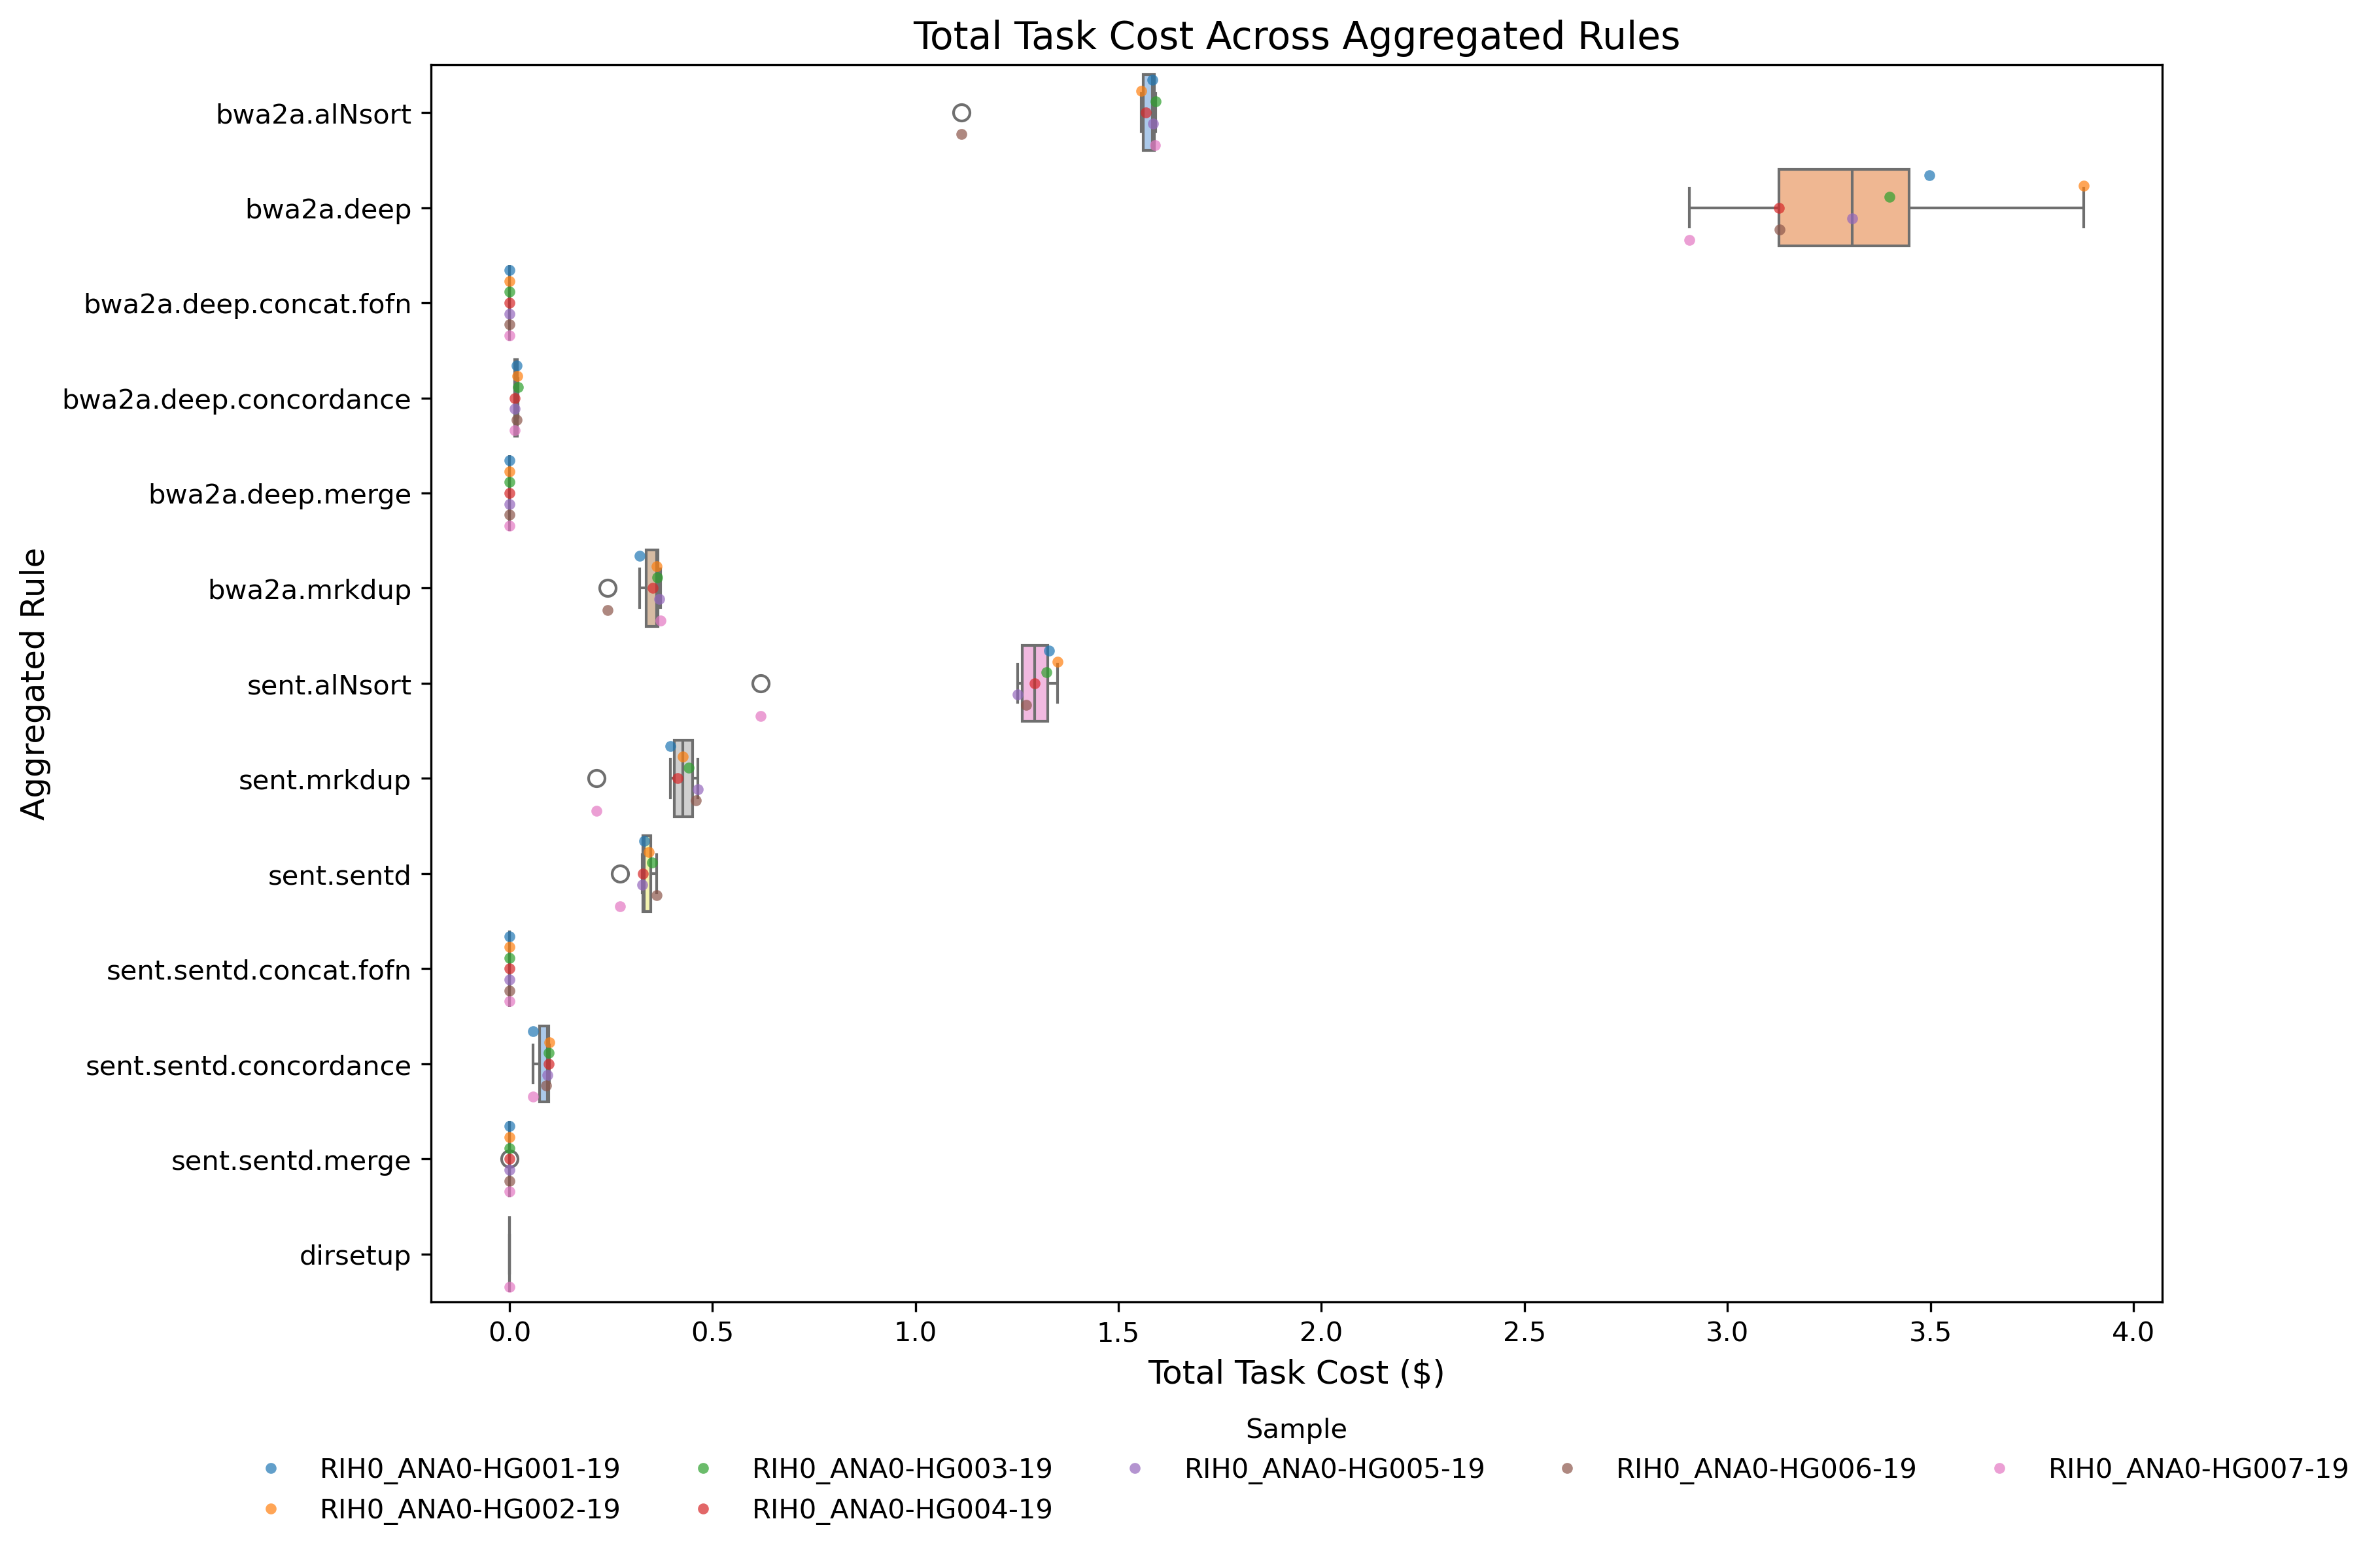 Total Task Cost Across Aggregated Rules
Aggregated Rule
bwa2a.alNsort
bwa2a.deep
bwa2a.deep.concat.fofn
bwa2a.deep.concordance
bwa2a.deep.merge
bwa2a.mrkdup
sent.alNsort
sent.mrkdup
sent.sentd
sent.sentd.concat.fofn
sent.sentd.concordance
sent.sentd.merge
dirsetup
0.0 0.5 1.0 1.5 2.0 2.5 3.0 3.5 4.0
Total Task Cost ($)
Sample
RIH0_ANA0-HG001-19 RIH0_ANA0-HG003-19 RIH0_ANA0-HG005-19 RIH0_ANA0-HG006-19 RIH0_ANA0-HG007-19
RIH0_ANA0-HG002-19 RIH0_ANA0-HG004-19